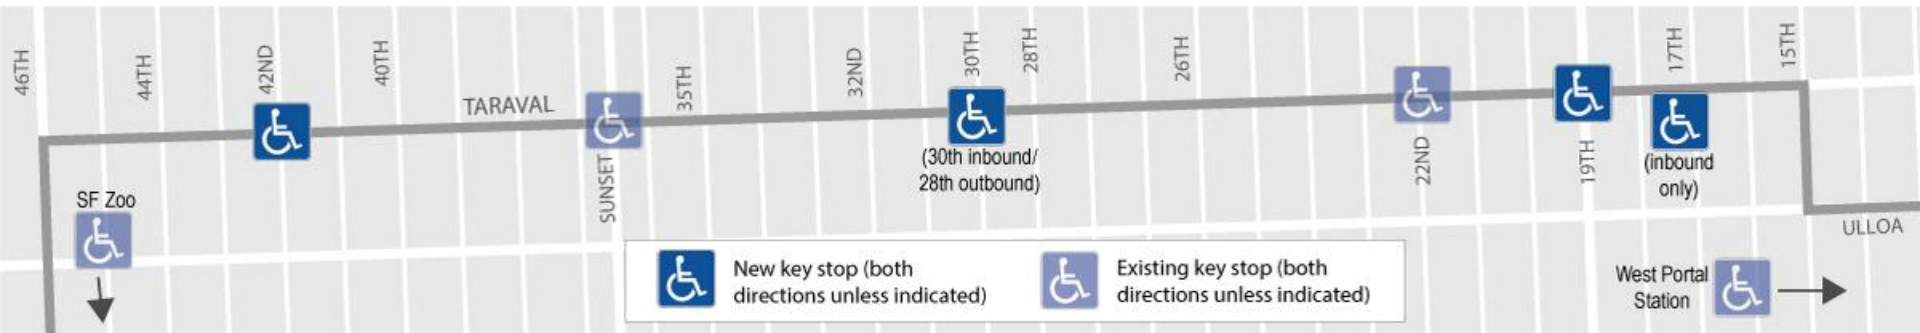 46TH
44TH
42ND
40TH
TARAVAL
SUNSET
35TH
32ND
30TH
28TH
26TH
22ND
19TH
17TH
15TH
(30th inbound/
28th outbound)
(inbound
only)
SF Zoo
ULLOA
New key stop (both
directions unless indicated)
Existing key stop (both
directions unless indicated)
West Portal
Station